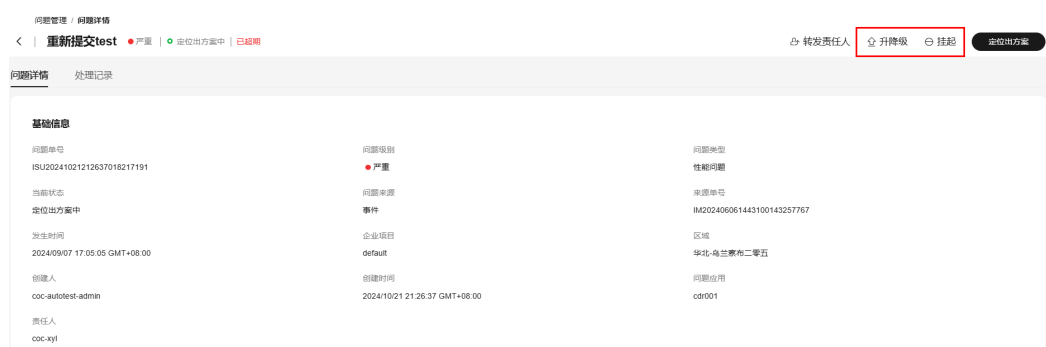 问题管理 / 问题详情
重新提交test 严重 定位出方案中 已超期 转发责任人 升降级 挂起 定位出方案
问题详情 处理记录
基础信息
问题单号 问题级别 问题类型
ISU20241021212637018217191 严重 性能问题
当前状态 问题来源 来源单号
定位出方案中 事件 IM202406061443100143257767
发生时间 企业项目 区域
2024/09/07 17:05:05 GMT+08:00 default 华北-乌兰察布二零五
创建人 创建时间 问题应用
coc-autotest-admin 2024/10/21 21:26:37 GMT+08:00 cdr001
责任人
coc-xyl